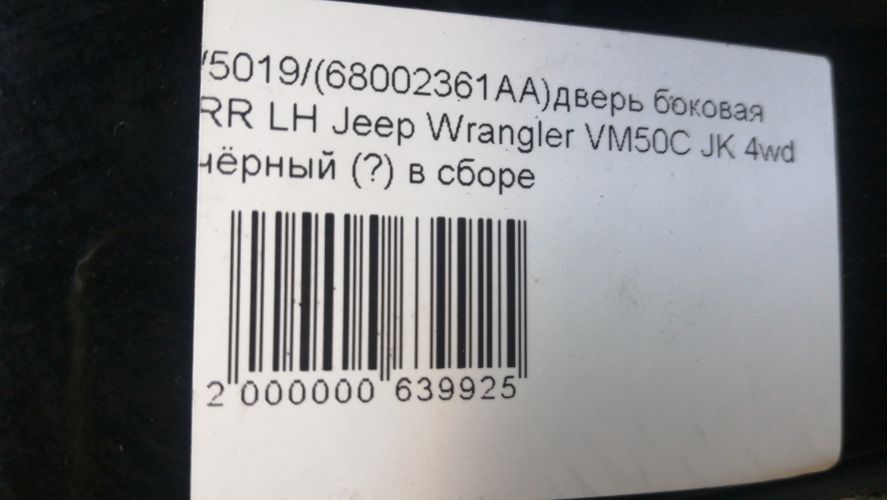 /5019/(68002361AA)дверь боковая
RR LH Jeep Wrangler VM50C JK 4wd
чёрный (?) в сборе
2 000000 639925